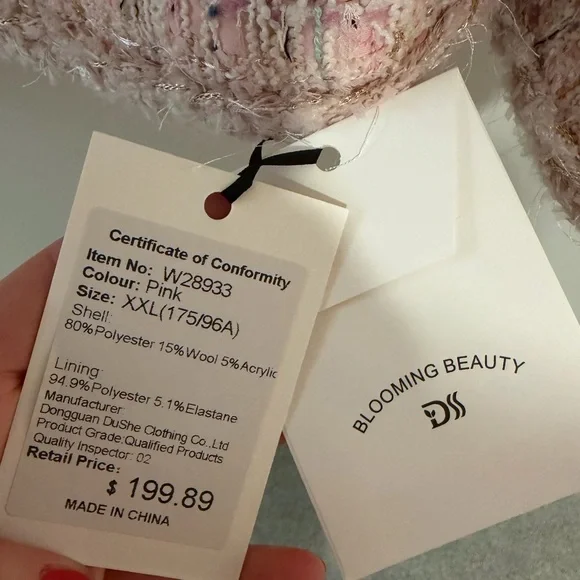 Certificate of Conformity
Item No: W28933
Colour: Pink
Size: XXL(175/96A)
Shell:
80%Polyester 15%Wool 5%Acrylic
Lining:
94.9%Polyester 5.1%Elastane
Manufacturer:
Dongguan DuShe Clothing Co.,Ltd
Product Grade:Qualified Products
Quality Inspector: 02
Retail Price:
$ 199.89
MADE IN CHINA
BLOOMING BEAUTY
DS